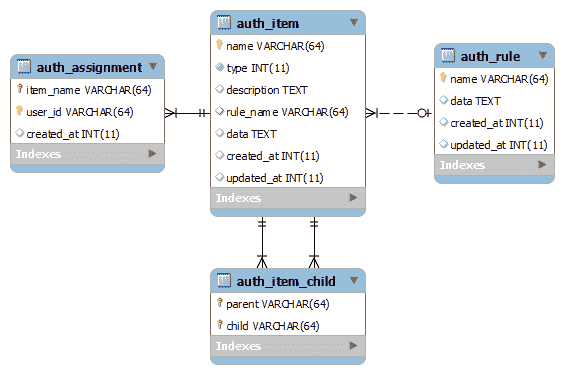 auth_assignment
item_name VARCHAR(64)
user_id VARCHAR(64)
created_at INT(11)
Indexes
auth_item
name VARCHAR(64)
type INT(11)
description TEXT
rule_name VARCHAR(64)
data TEXT
created_at INT(11)
updated_at INT(11)
Indexes
auth_rule
name VARCHAR(64)
data TEXT
created_at INT(11)
updated_at INT(11)
Indexes
auth_item_child
parent VARCHAR(64)
child VARCHAR(64)
Indexes